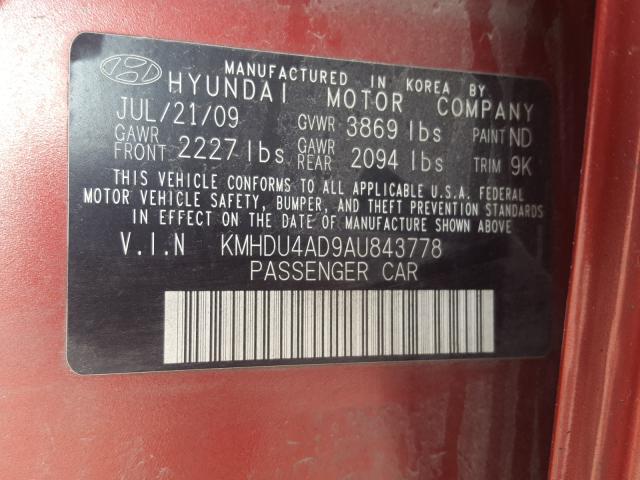 MANUFACTURED IN KOREA BY
HYUNDAI MOTOR COMPANY
JUL/21/09 GVWR 3869 lbs PAINT ND
GAWR FRONT 2227 lbs GAWR REAR 2094 lbs TRIM 9K
THIS VEHICLE CONFORMS TO ALL APPLICABLE U.S.A. FEDERAL
MOTOR VEHICLE SAFETY, BUMPER, AND THEFT PREVENTION STANDARDS
IN EFFECT ON THE DATE OF MANUFACTURE SHOWN ABOVE
V.I.N KMHDU4AD9AU843778
PASSENGER CAR